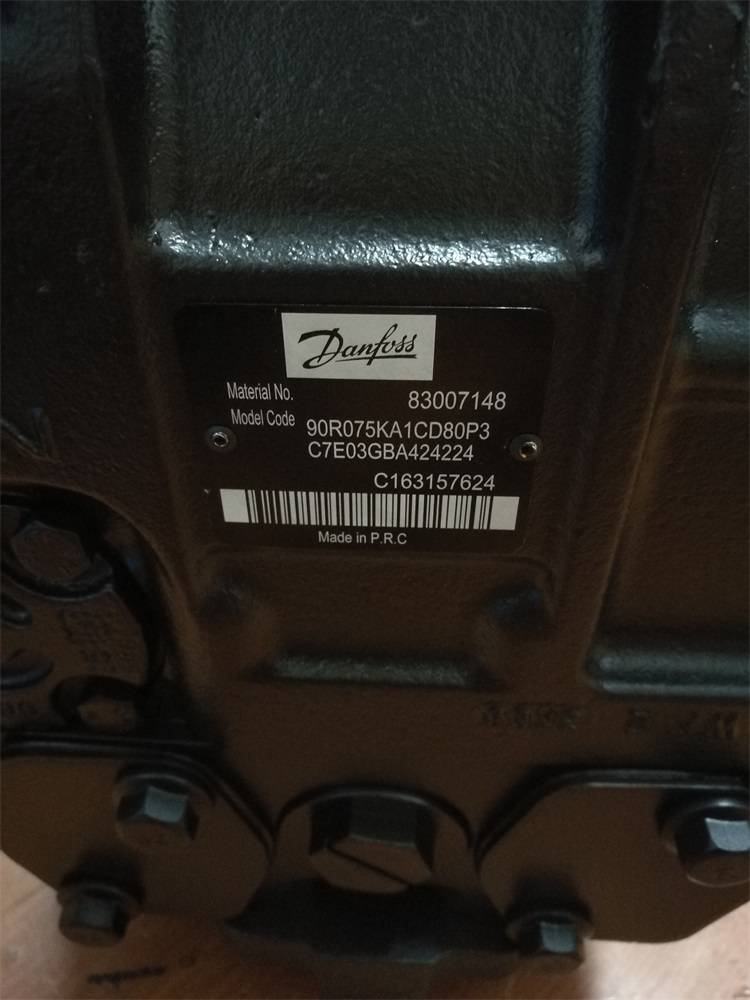 Danfoss
Material No. 83007148
Model Code 90R075KA1CD80P3
C7E03GBA424224
C163157624
Made in P.R.C